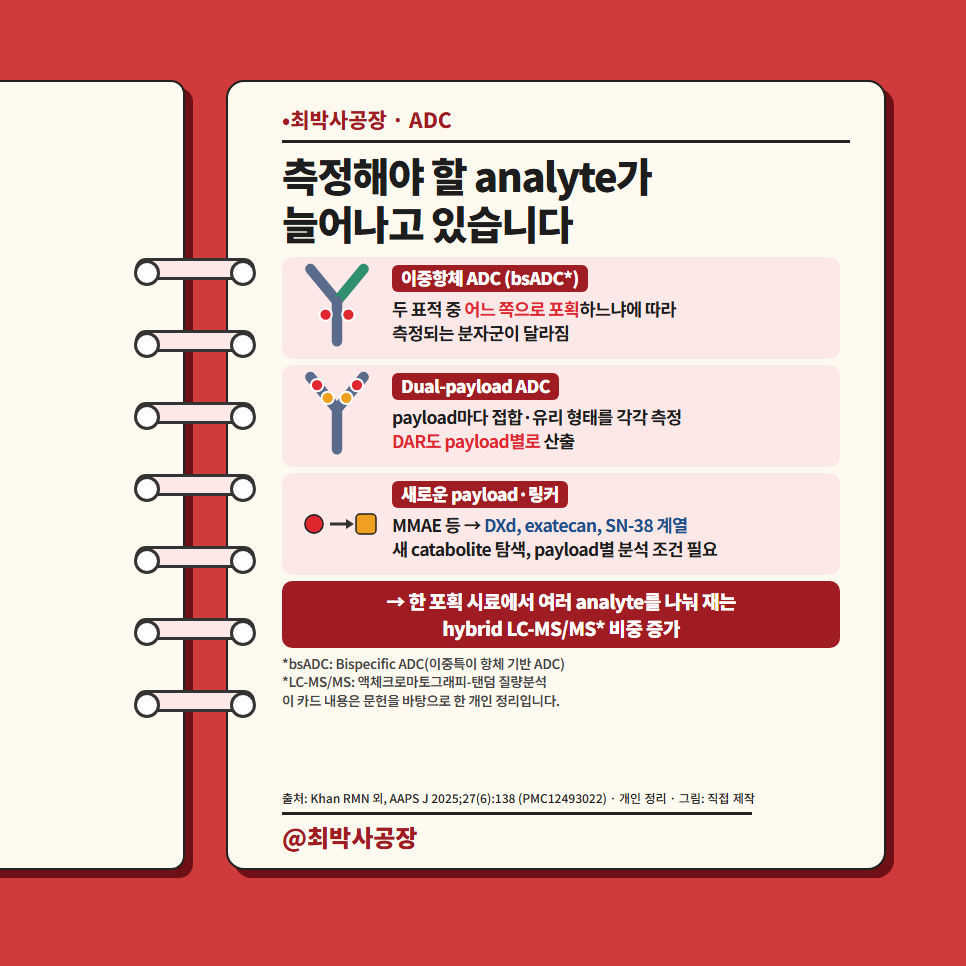 •최박사공장 · ADC
측정해야 할 analyte가
늘어나고 있습니다
이중항체 ADC (bsADC*)
두 표적 중 어느 쪽으로 포획하느냐에 따라
측정되는 분자군이 달라짐
Dual-payload ADC
payload마다 접합·유리 형태를 각각 측정
DAR도 payload별로 산출
새로운 payload·링커
MMAE 등 → DXd, exatecan, SN-38 계열
새 catabolite 탐색, payload별 분석 조건 필요
→ 한 포획 시료에서 여러 analyte를 나눠 재는
hybrid LC-MS/MS* 비중 증가
*bsADC: Bispecific ADC(이중특이 항체 기반 ADC)
*LC-MS/MS: 액체크로마토그래피-탠덤 질량분석
이 카드 내용은 문헌을 바탕으로 한 개인 정리입니다.
출처: Khan RMN 외, AAPS J 2025;27(6):138 (PMC12493022) · 개인 정리 · 그림: 직접 제작
@최박사공장